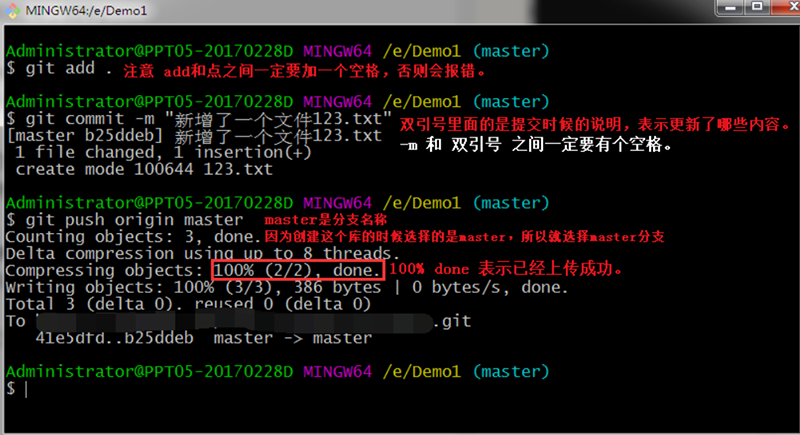 MINGW64:/e/Demo1
Administrator@PPT05-20170228D MINGW64 /e/Demo1 (master)
$ git add . 注意 add和点之间一定要加一个空格，否则会报错。
Administrator@PPT05-20170228D MINGW64 /e/Demo1 (master)
$ git commit -m "新增了一个文件123.txt" 双引号里面的是提交时候的说明，表示更新了哪些内容。
[master b25ddeb] 新增了一个文件123.txt
-m 和 双引号 之间一定要有个空格。
1 file changed, 1 insertion(+)
create mode 100644 123.txt
Administrator@PPT05-20170228D MINGW64 /e/Demo1 (master)
$ git push origin master master是分支名称
Counting objects: 3, done. 因为创建这个库的时候选择的是master，所以就选择master分支
Delta compression using up to 8 threads.
Compressing objects: 100% (2/2), done. 100% done 表示已经上传成功。
Writing objects: 100% (3/3), 386 bytes | 0 bytes/s, done.
Total 3 (delta 0), reused 0 (delta 0)
To .git
41e5dfd..b25ddeb master -> master
Administrator@PPT05-20170228D MINGW64 /e/Demo1 (master)
$